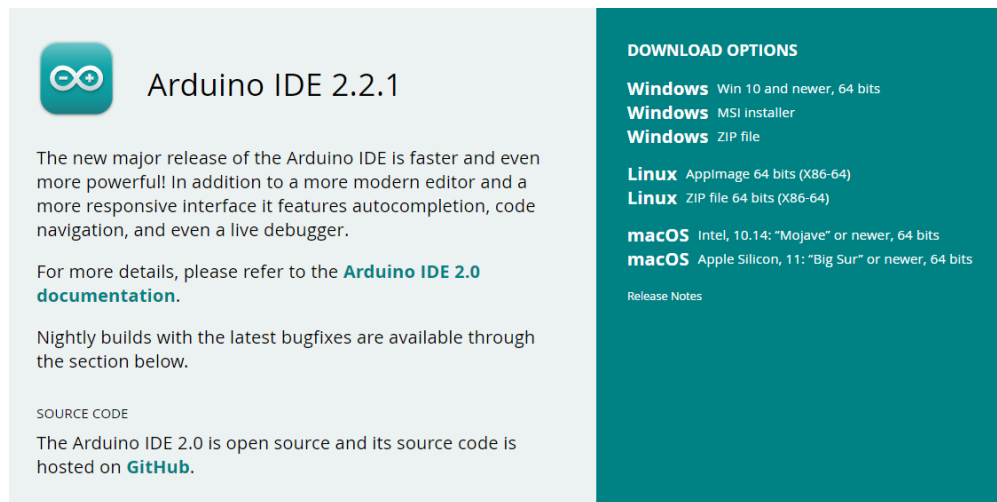 Arduino IDE 2.2.1
The new major release of the Arduino IDE is faster and even
more powerful! In addition to a more modern editor and a
more responsive interface it features autocompletion, code
navigation, and even a live debugger.
For more details, please refer to the Arduino IDE 2.0
documentation.
Nightly builds with the latest bugfixes are available through
the section below.
SOURCE CODE
The Arduino IDE 2.0 is open source and its source code is
hosted on GitHub.
DOWNLOAD OPTIONS
Windows Win 10 and newer, 64 bits
Windows MSI installer
Windows ZIP file
Linux AppImage 64 bits (X86-64)
Linux ZIP file 64 bits (X86-64)
macOS Intel, 10.14: “Mojave” or newer, 64 bits
macOS Apple Silicon, 11: “Big Sur” or newer, 64 bits
Release Notes